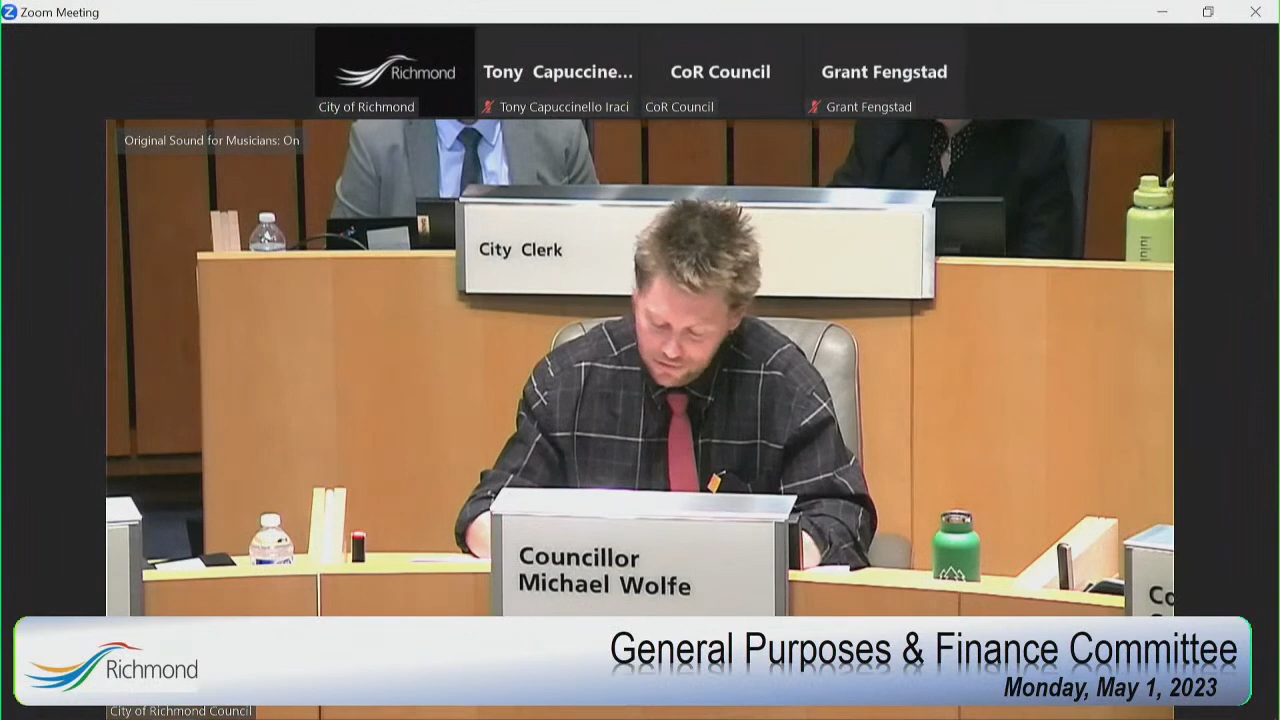 Zoom Meeting
Richmond
Tony Capuccine...
CoR Council
Grant Fengstad
City of Richmond
Tony Capuccinello Iraci
CoR Council
Grant Fengstad
Original Sound for Musicians: On
City Clerk
Councillor
Michael Wolfe
General Purposes & Finance Committee
Richmond
Monday, May 1, 2023
City of Richmond Council